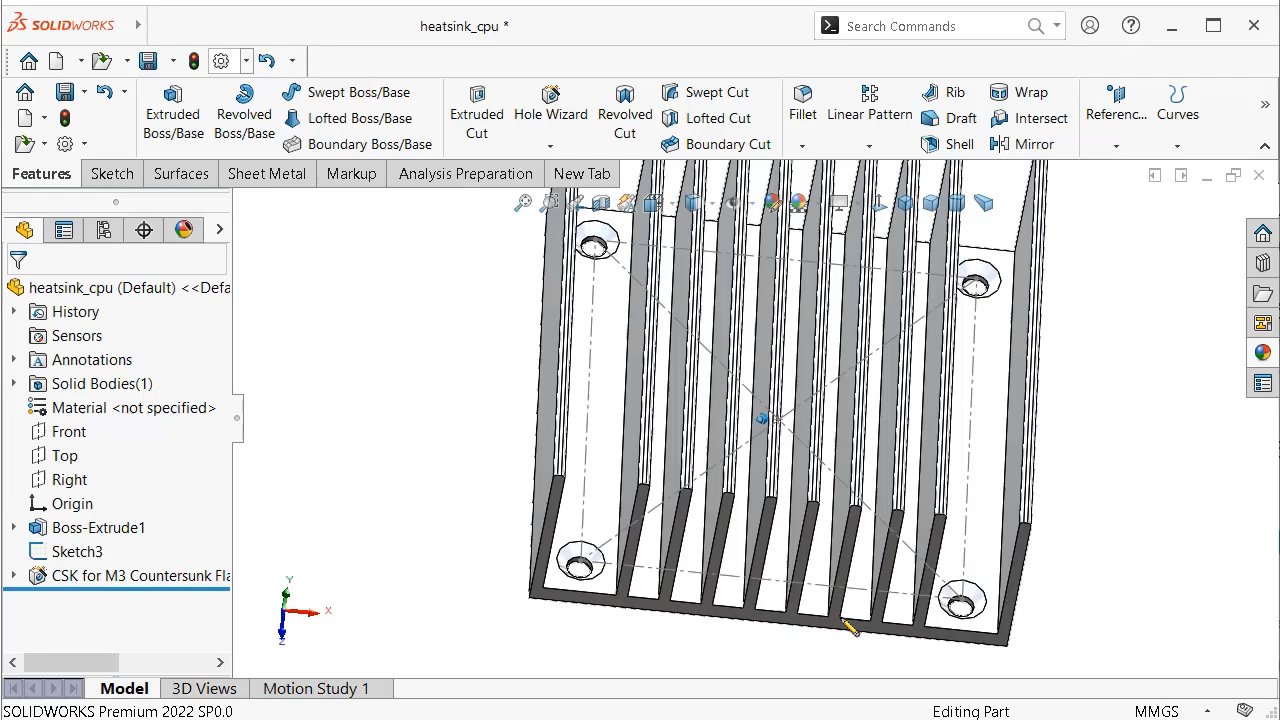 SOLIDWORKS
heatsink_cpu *
Search Commands
Extruded Boss/Base
Revolved Boss/Base
Swept Boss/Base
Lofted Boss/Base
Boundary Boss/Base
Extruded Cut
Hole Wizard
Revolved Cut
Swept Cut
Lofted Cut
Boundary Cut
Fillet
Linear Pattern
Rib
Draft
Shell
Wrap
Intersect
Mirror
Referenc...
Curves
Features
Sketch
Surfaces
Sheet Metal
Markup
Analysis Preparation
New Tab
heatsink_cpu (Default) <<Defa
History
Sensors
Annotations
Solid Bodies(1)
Material <not specified>
Front
Top
Right
Origin
Boss-Extrude1
Sketch3
CSK for M3 Countersunk Fla
Y
X
Z
Model
3D Views
Motion Study 1
SOLIDWORKS Premium 2022 SP0.0
Editing Part
MMGS